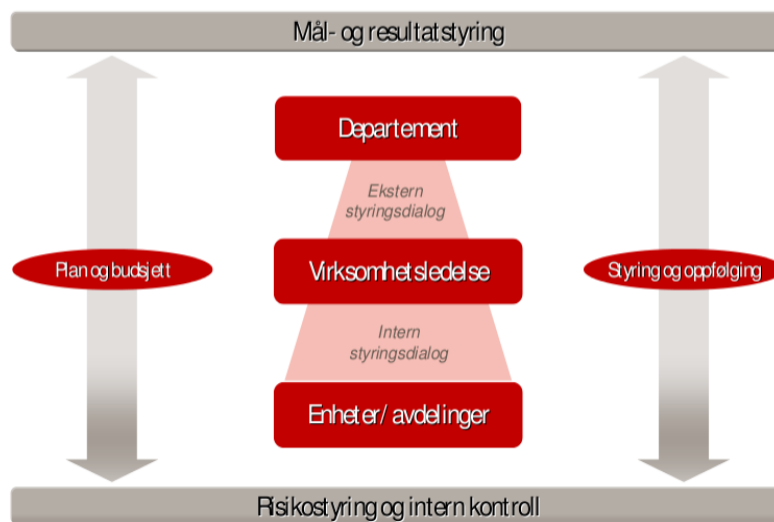 Mål- og resultatstyring
Departement
Ekstern
styringsdialog
Plan og budsjett
Virksomhetsledelse
Styring og oppfølging
Intern
styringsdialog
Enheter/ avdelinger
Risikostyring og intern kontroll